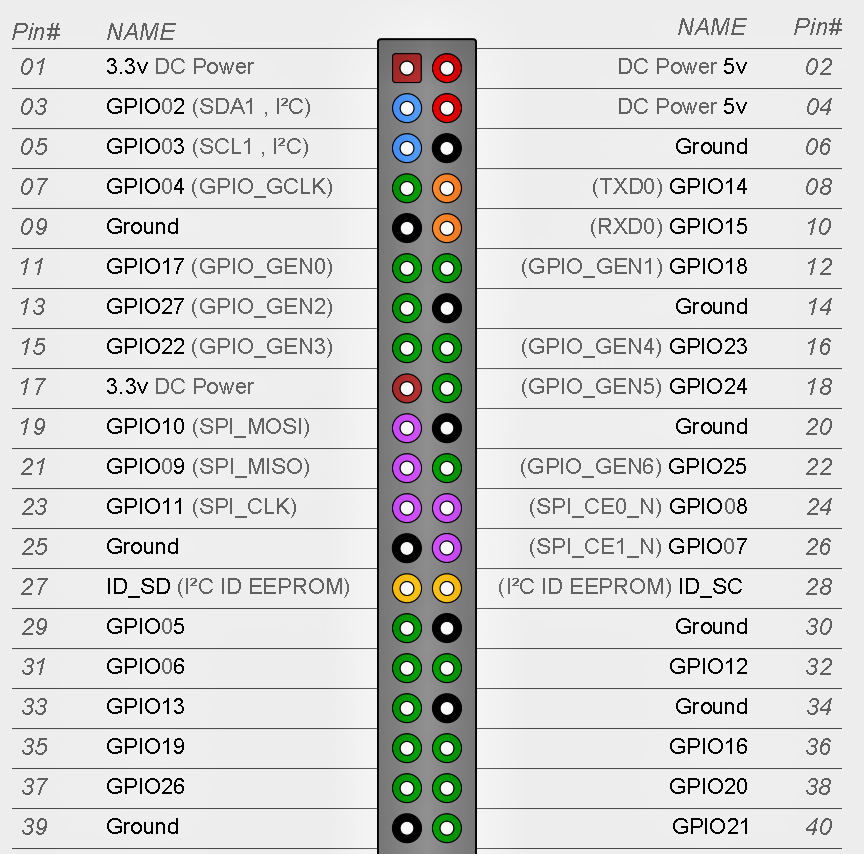 Pin# NAME NAME Pin#
01 3.3v DC Power DC Power 5v 02
03 GPIO02 (SDA1 , I²C) DC Power 5v 04
05 GPIO03 (SCL1 , I²C) Ground 06
07 GPIO04 (GPIO_GCLK) (TXD0) GPIO14 08
09 Ground (RXD0) GPIO15 10
11 GPIO17 (GPIO_GEN0) (GPIO_GEN1) GPIO18 12
13 GPIO27 (GPIO_GEN2) Ground 14
15 GPIO22 (GPIO_GEN3) (GPIO_GEN4) GPIO23 16
17 3.3v DC Power (GPIO_GEN5) GPIO24 18
19 GPIO10 (SPI_MOSI) Ground 20
21 GPIO09 (SPI_MISO) (GPIO_GEN6) GPIO25 22
23 GPIO11 (SPI_CLK) (SPI_CE0_N) GPIO08 24
25 Ground (SPI_CE1_N) GPIO07 26
27 ID_SD (I²C ID EEPROM) (I²C ID EEPROM) ID_SC 28
29 GPIO05 Ground 30
31 GPIO06 GPIO12 32
33 GPIO13 Ground 34
35 GPIO19 GPIO16 36
37 GPIO26 GPIO20 38
39 Ground GPIO21 40